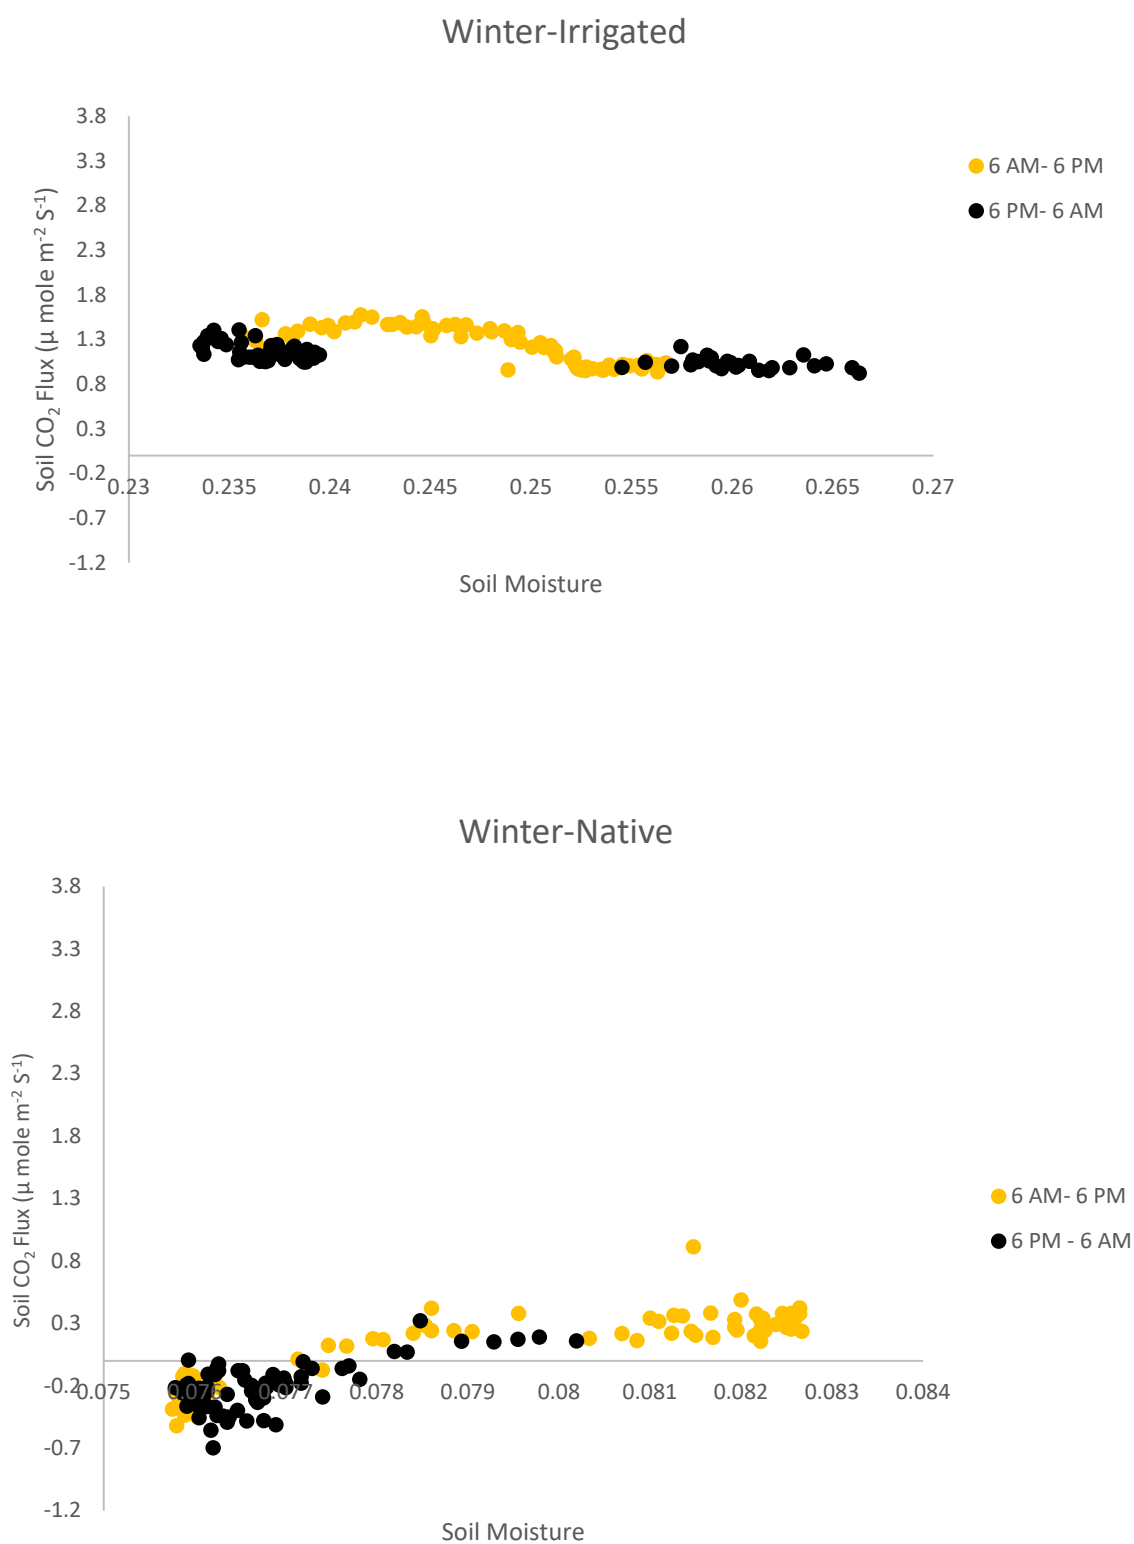 Winter-Irrigated
3.8
3.3
2.8
2.3
1.8
1.3
0.8
0.3
-0.2
-0.7
-1.2
Soil CO2 Flux (µ mole m-2 S-1)
0.23 0.235 0.24 0.245 0.25 0.255 0.26 0.265 0.27
Soil Moisture
6 AM- 6 PM
6 PM- 6 AM
Winter-Native
3.8
3.3
2.8
2.3
1.8
1.3
0.8
0.3
-0.2
-0.7
-1.2
Soil CO2 Flux (µ mole m-2 S-1)
0.075 0.076 0.077 0.078 0.079 0.08 0.081 0.082 0.083 0.084
Soil Moisture
6 AM- 6 PM
6 PM - 6 AM